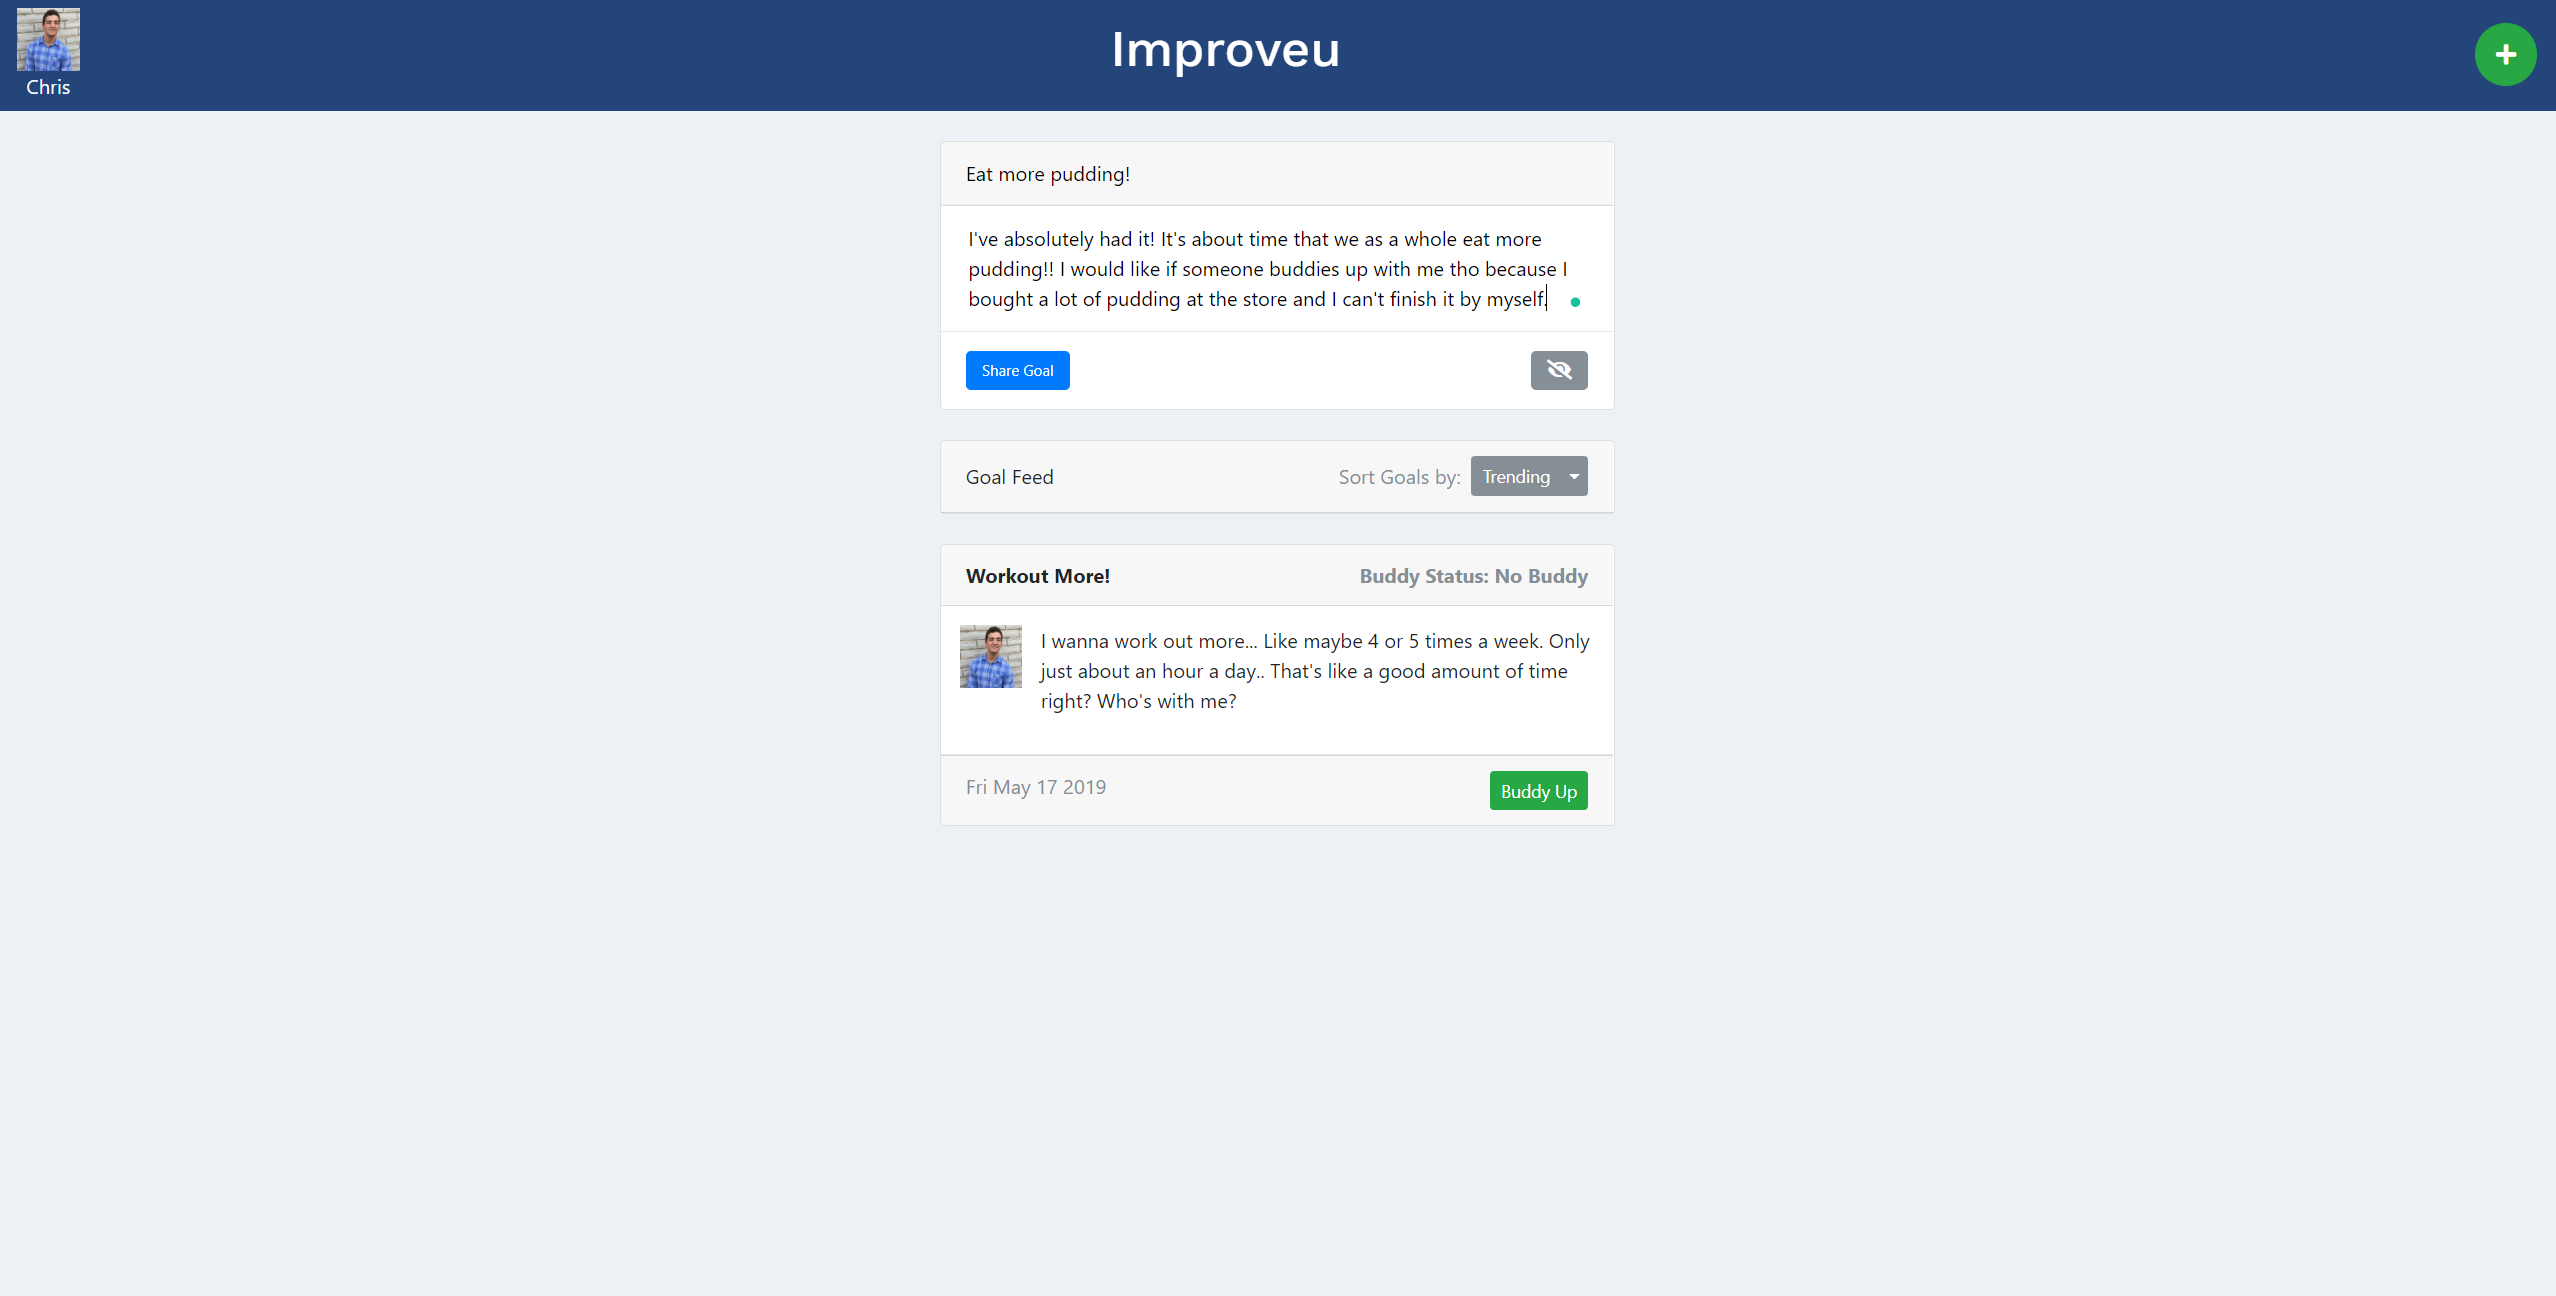 Improveu
Chris
Eat more pudding!
I've absolutely had it! It's about time that we as a whole eat more
pudding!! I would like if someone buddies up with me tho because I
bought a lot of pudding at the store and I can't finish it by myself.
Share Goal
Goal Feed
Sort Goals by: Trending
Workout More!
Buddy Status: No Buddy
I wanna work out more... Like maybe 4 or 5 times a week. Only
just about an hour a day.. That's like a good amount of time
right? Who's with me?
Fri May 17 2019
Buddy Up